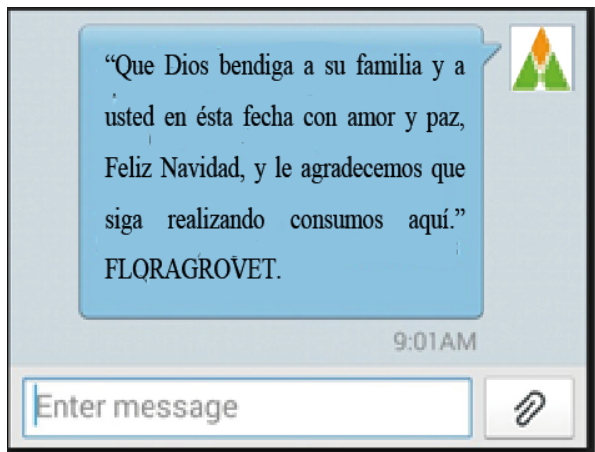 “Que Dios bendiga a su familia y a
usted en ésta fecha con amor y paz,
Feliz Navidad, y le agradecemos que
siga realizando consumos aquí.”
FLORAGROVET.
9:01AM
Enter message